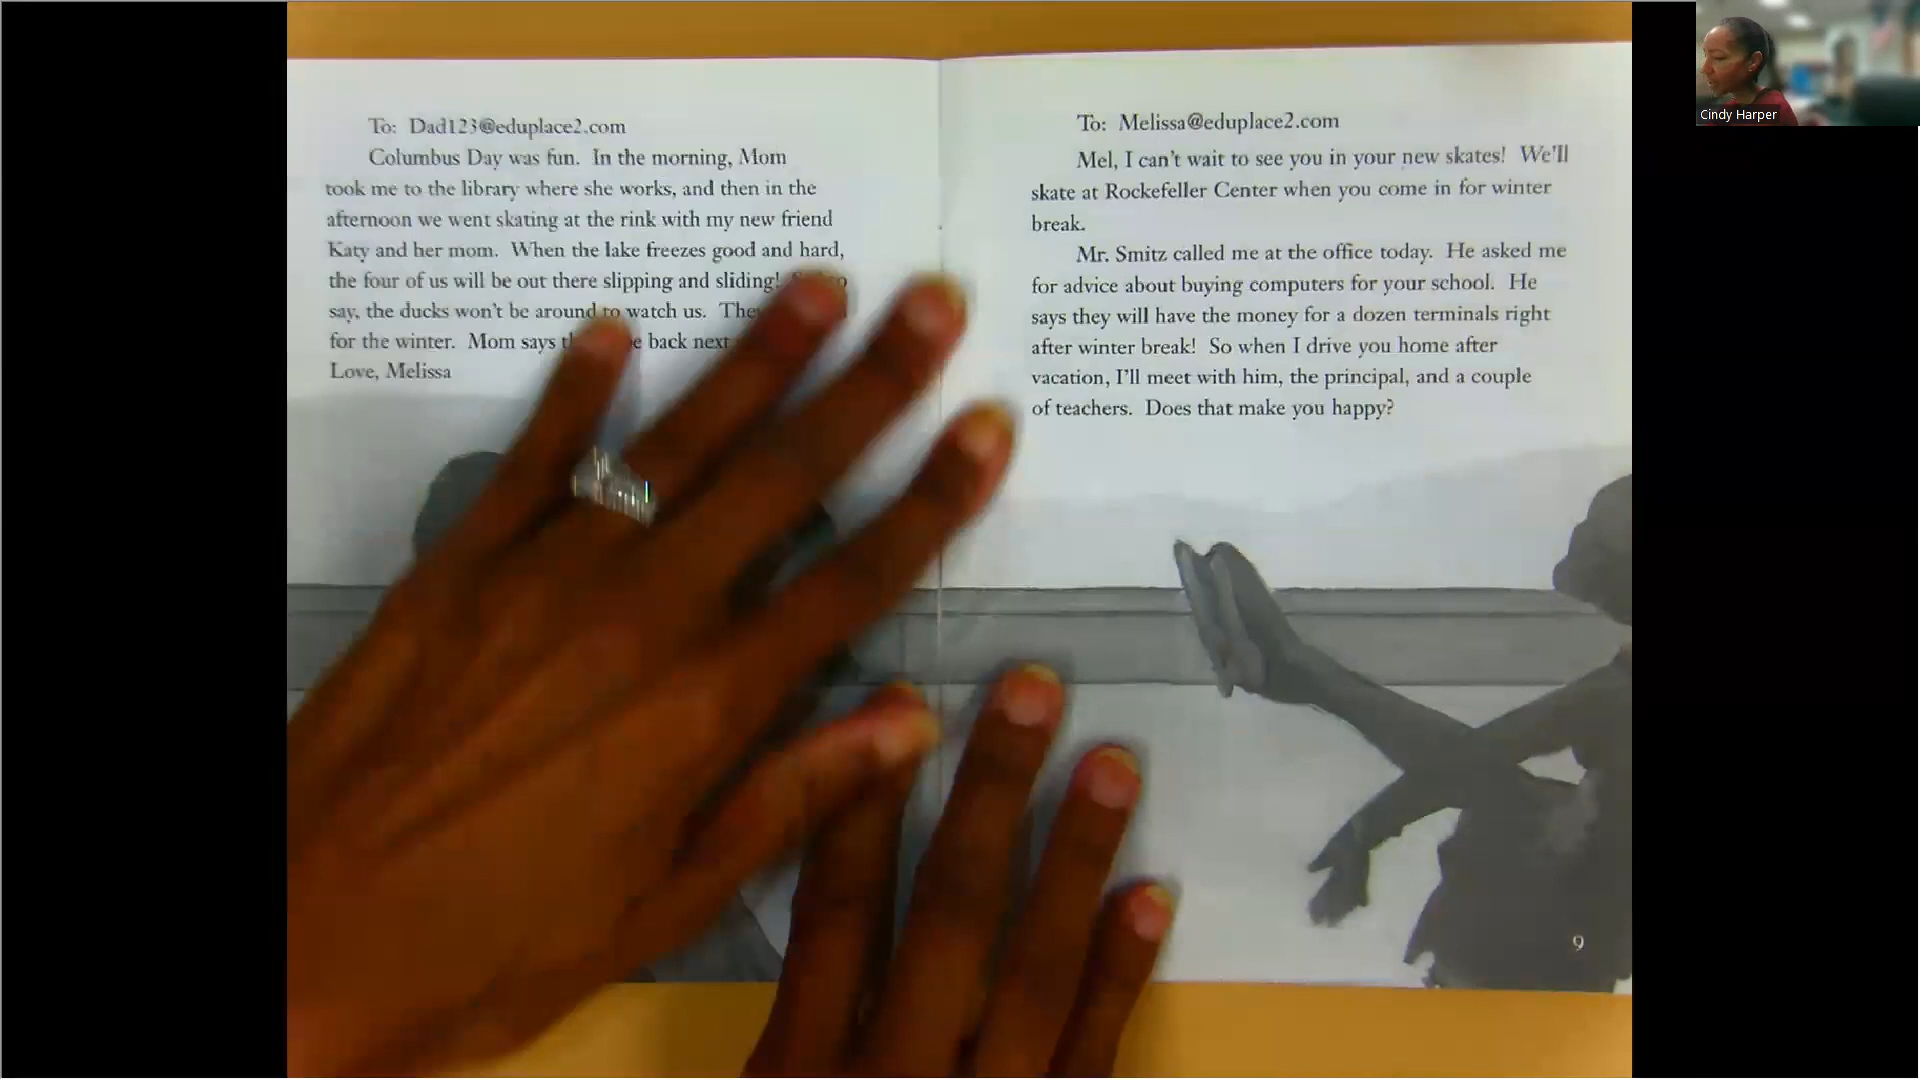 To: Dad123@eduplace2.com
Columbus Day was fun. In the morning, Mom
took me to the library where she works, and then in the
afternoon we went skating at the rink with my new friend
Katy and her mom. When the lake freezes good and hard,
the four of us will be out there slipping and sliding!
say, the ducks won't be around to watch us.
for the winter. Mom says be back next
Love, Melissa
To: Melissa@eduplace2.com
Mel, I can't wait to see you in your new skates! We'll
skate at Rockefeller Center when you come in for winter
break.
Mr. Smitz called me at the office today. He asked me
for advice about buying computers for your school. He
says they will have the money for a dozen terminals right
after winter break! So when I drive you home after
vacation, I'll meet with him, the principal, and a couple
of teachers. Does that make you happy?
9
Cindy Harper